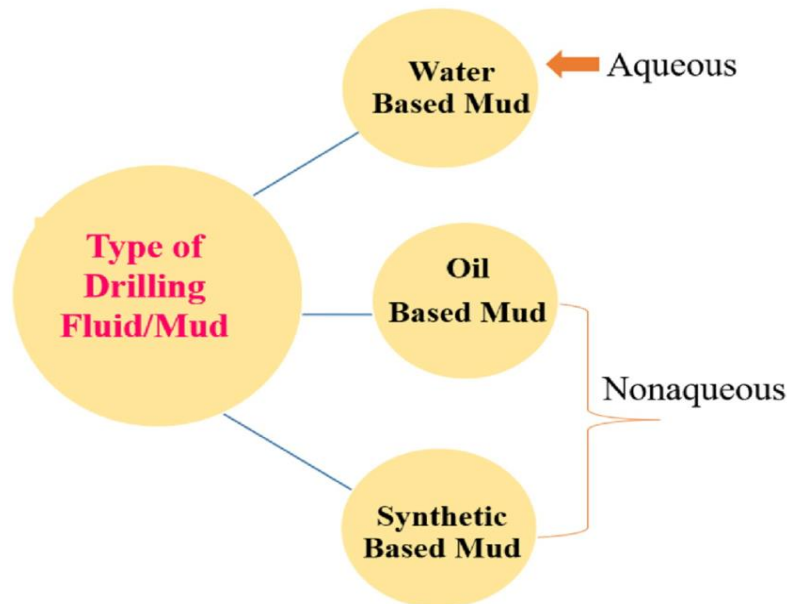 Water
Based Mud
Aqueous
Type of
Drilling
Fluid/Mud
Oil
Based Mud
Nonaqueous
Synthetic
Based Mud